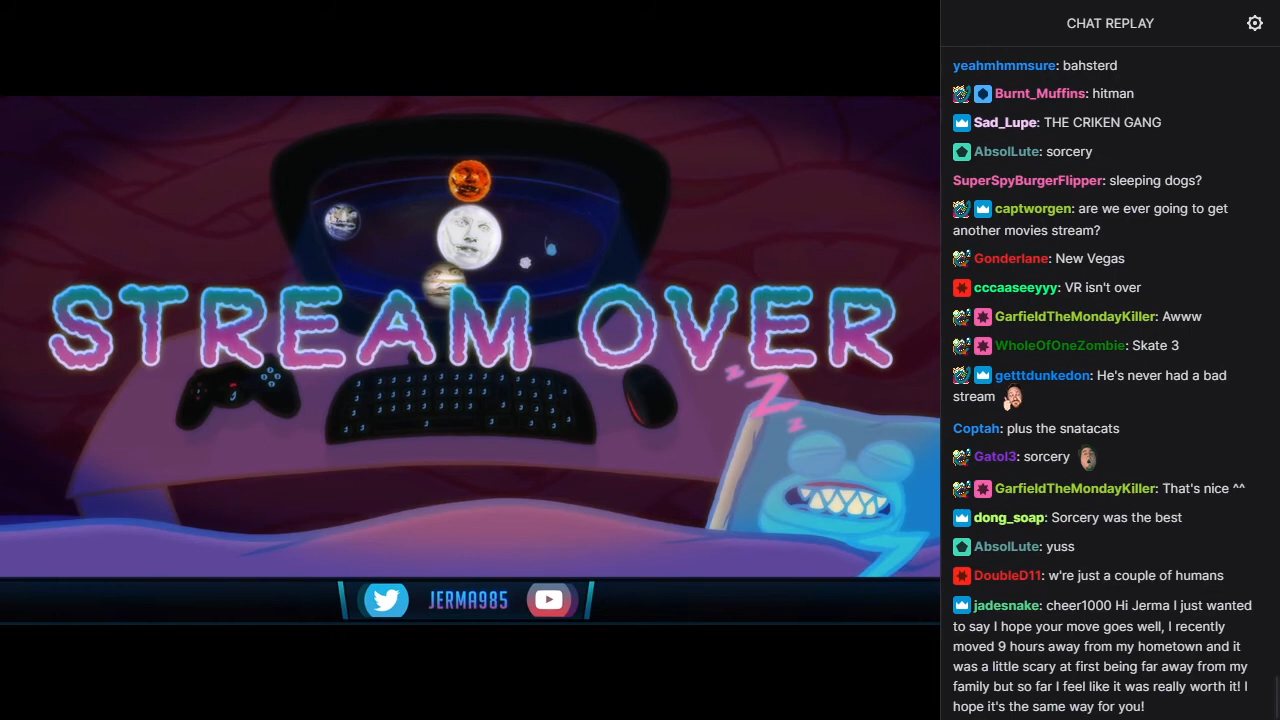 CHAT REPLAY
yeahmhmmsure: bahsterd
Burnt_Muffins: hitman
Sad_Lupe: THE CRIKEN GANG
AbsolLute: sorcery
SuperSpyBurgerFlipper: sleeping dogs?
captworgen: are we ever going to get
another movies stream?
Gonderlane: New Vegas
cccaaseeyyy: VR isn't over
GarfieldTheMondayKiller: Awww
WholeOfOneZombie: Skate 3
getttdunkedon: He's never had a bad
stream
Coptah: plus the snatacats
Gatol3: sorcery
GarfieldTheMondayKiller: That's nice ^^
dong_soap: Sorcery was the best
AbsolLute: yuss
DoubleD11: w're just a couple of humans
jadesnake: cheer1000 Hi Jerma I just wanted
to say I hope your move goes well, I recently
moved 9 hours away from my hometown and it
was a little scary at first being far away from my
family but so far I feel like it was really worth it! I
hope it's the same way for you!
STREAM OVER
z
Z
z
JERMA985